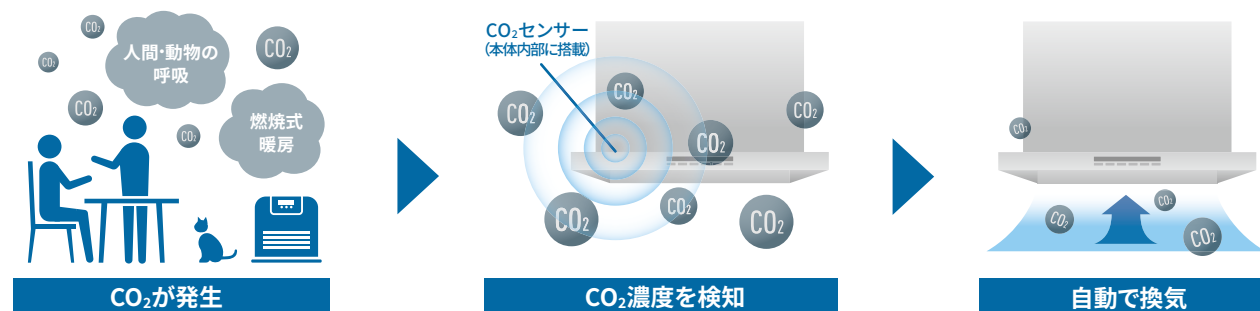 CO₂
人間・動物の
呼吸
CO₂
CO₂
CO₂
燃焼式
暖房
CO₂
CO₂が発生
CO₂センサー
（本体内部に搭載）
CO₂
CO₂
CO₂
CO₂
CO₂
CO₂
CO₂
CO₂濃度を検知
CO₂
CO₂
CO₂
CO₂
自動で換気